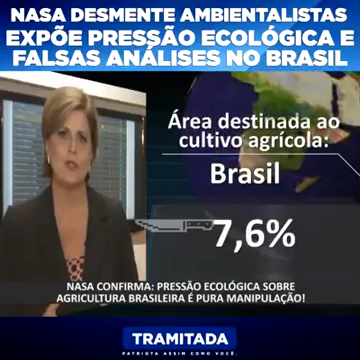 NASA DESMENTE AMBIENTALISTAS
EXPÕE PRESSÃO ECOLÓGICA E
FALSAS ANÁLISES NO BRASIL
Área destinada ao
cultivo agrícola:
Brasil
7,6%
NASA CONFIRMA: PRESSÃO ECOLÓGICA SOBRE
AGRICULTURA BRASILEIRA É PURA MANIPULAÇÃO!
TRAMITADA
PATRIOTA ASSIM COMO VOCÊ.